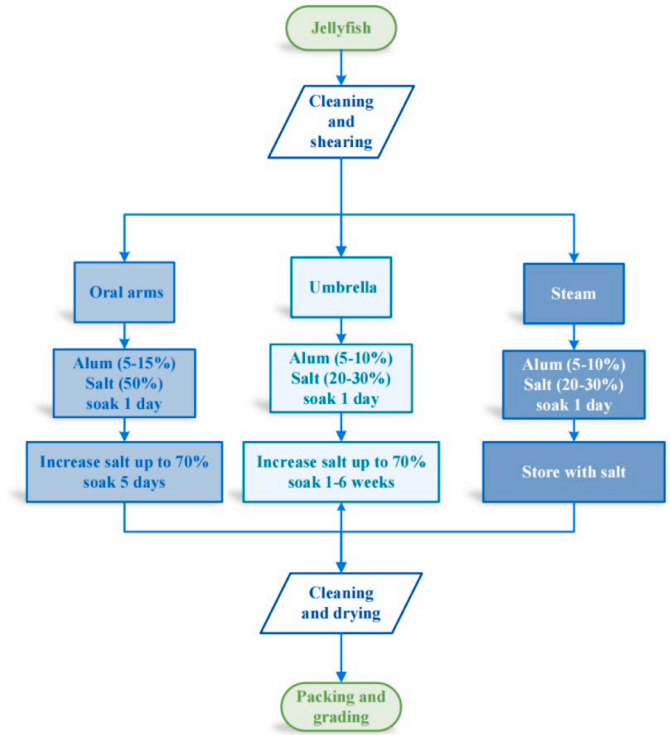 Jellyfish
Cleaning
and
shearing
Oral arms
Umbrella
Steam
Alum (5-15%)
Salt (50%)
soak 1 day
Alum (5-10%)
Salt (20-30%)
soak 1 day
Alum (5-10%)
Salt (20-30%)
soak 1 day
Increase salt up to 70%
soak 5 days
Increase salt up to 70%
soak 1-6 weeks
Store with salt
Cleaning
and drying
Packing and
grading